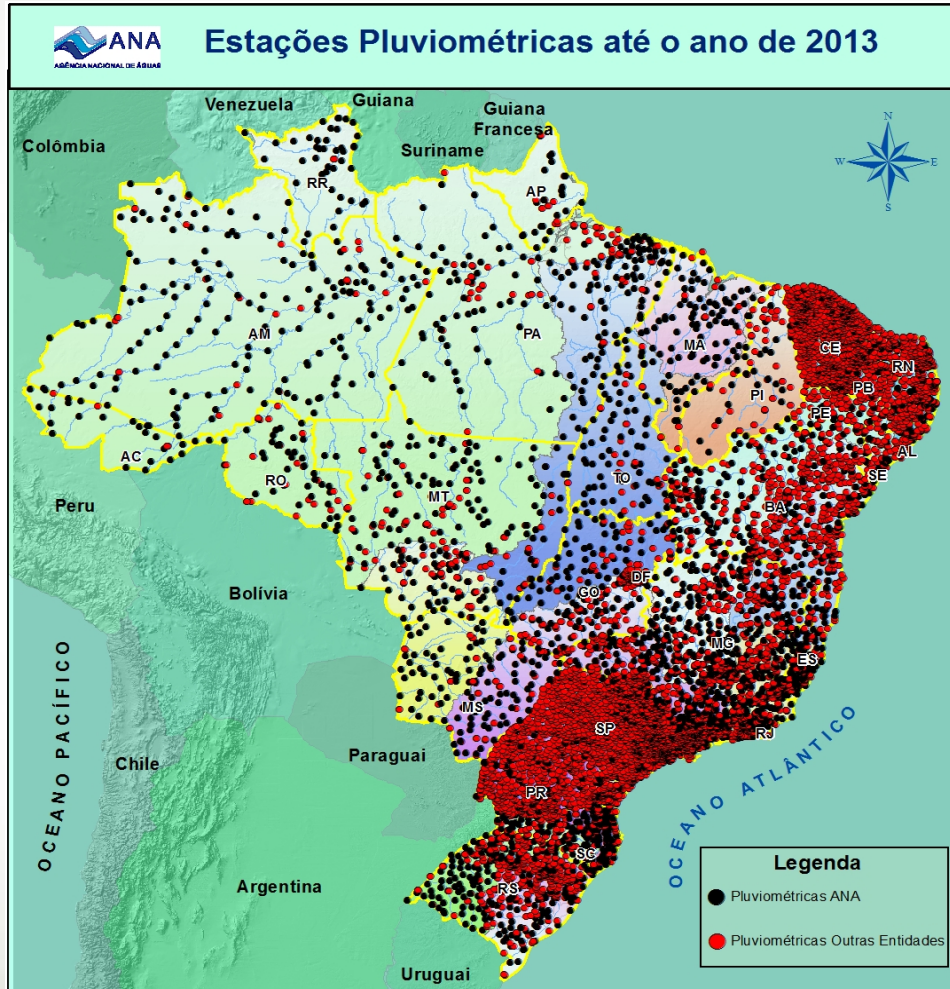 ANA
AGÊNCIA NACIONAL DE ÁGUAS
Estações Pluviométricas até o ano de 2013
Venezuela
Guiana
Guiana
Francesa
Suriname
Colômbia
N
W
E
S
RR
AP
AM
PA
MA
CE
RN
PB
PI
PE
AL
SE
AC
RO
MT
TO
BA
Peru
Bolívia
GO
DF
MG
ES
MS
SP
RJ
OCEANO PACÍFICO
Chile
Paraguai
PR
OCEANO ATLÂNTICO
SC
RS
Argentina
Uruguai
Legenda
Pluviométricas ANA
Pluviométricas Outras Entidades